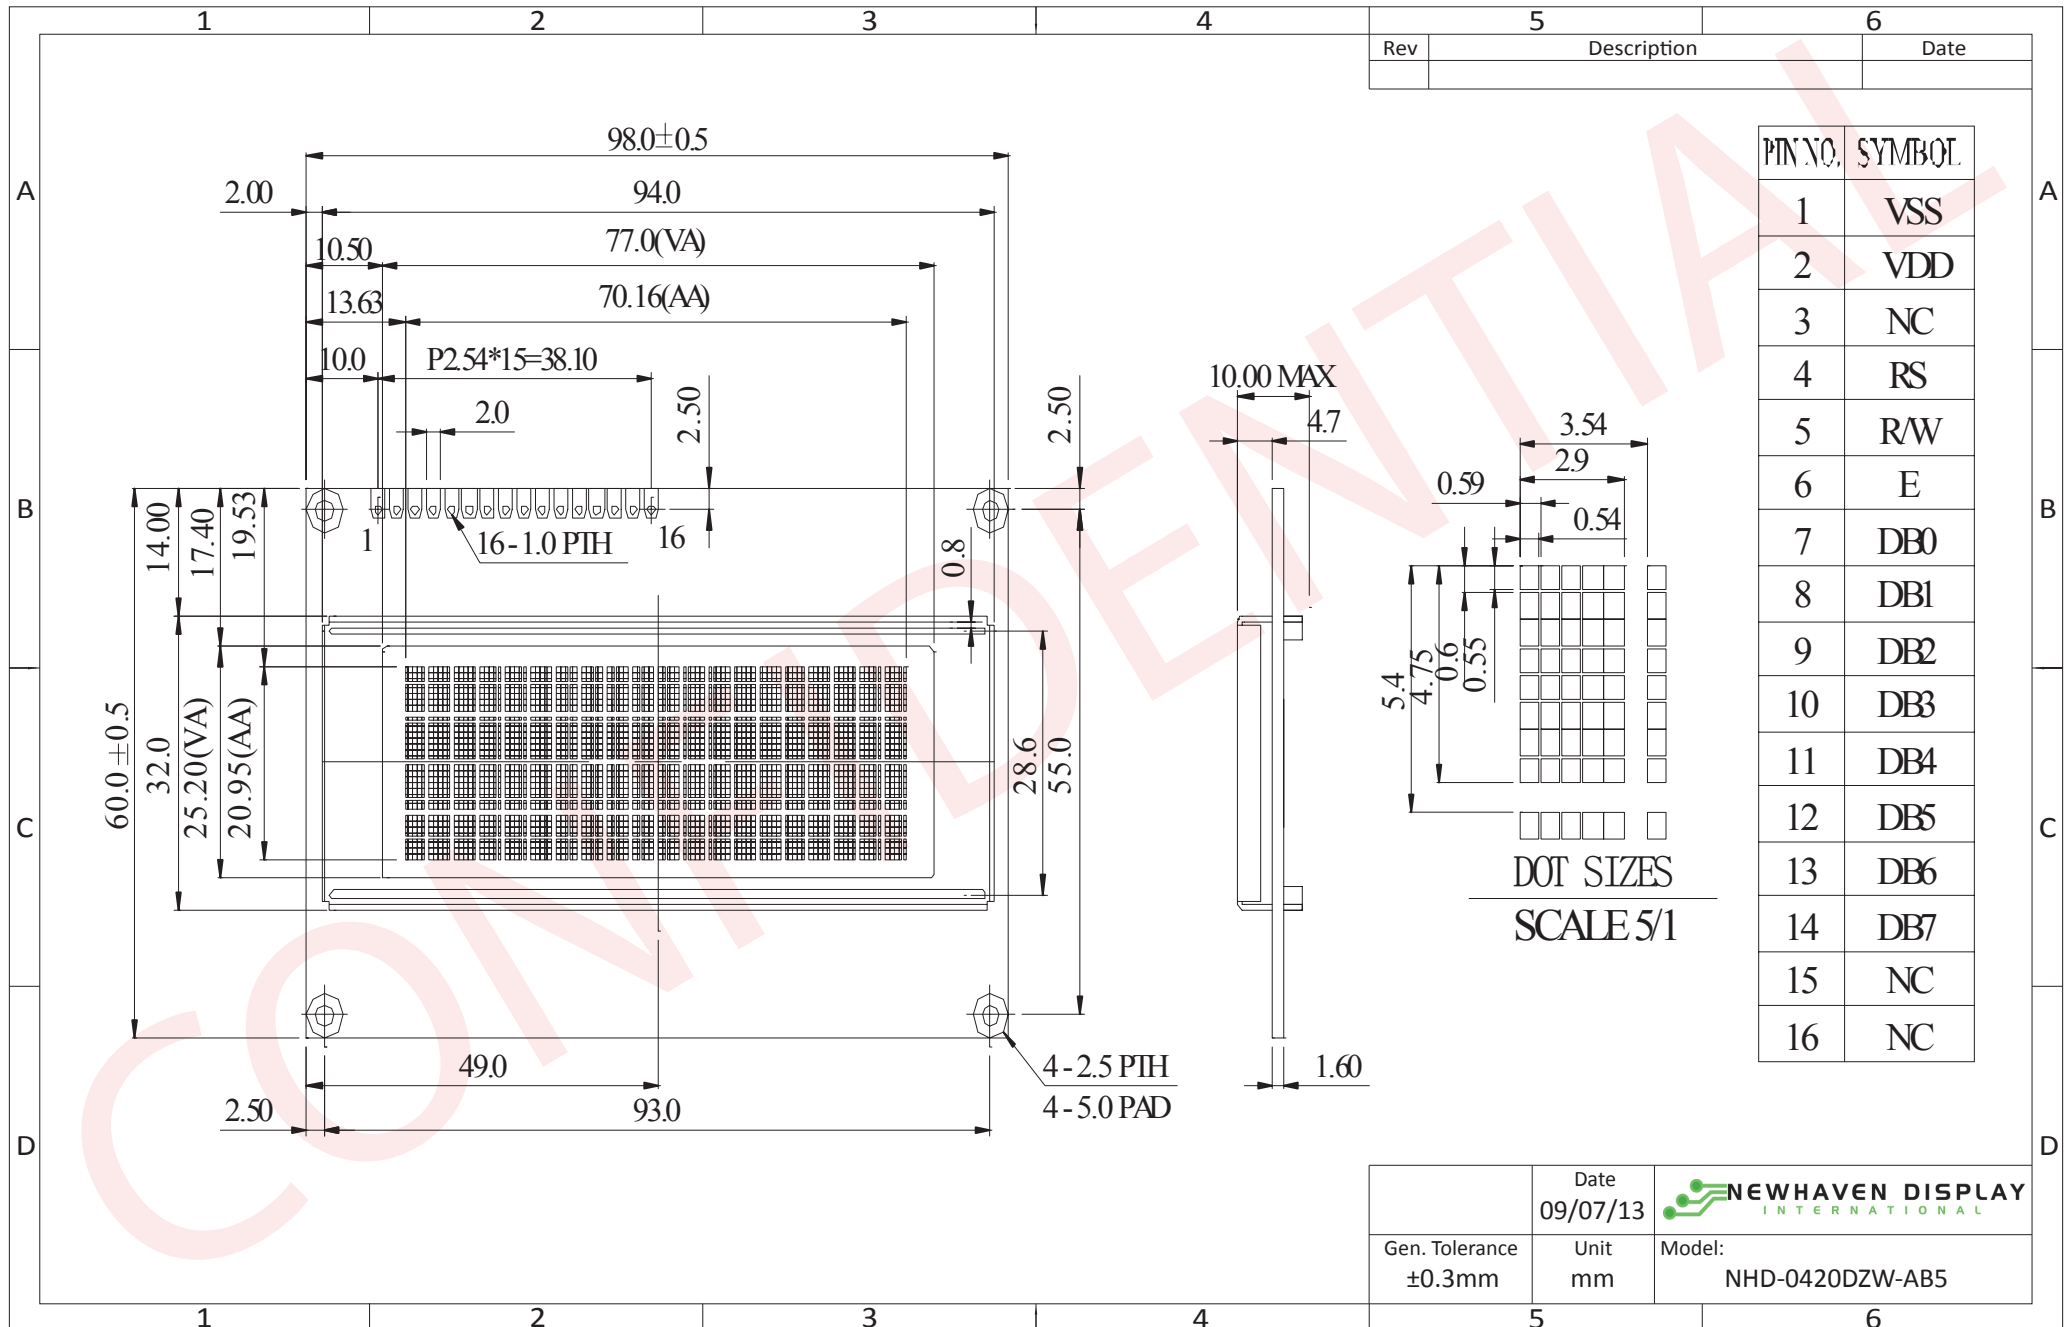 1 2 3 4 5 6
Rev Description Date
A
B
C
D
A
B
C
D
98.0±0.5
2.00 94.0
10.50 77.0(VA)
13.63 70.16(AA)
10.0 P2.54*15=38.10
2.0
2.50
2.50
1
16-1.0 PTH
16
14.00
17.40
19.53
0.8
60.0 ±0.5
32.0
25.20(VA)
20.95(AA)
28.6
55.0
49.0
2.50 93.0
4-2.5 PTH
4-5.0 PAD
10.00 MAX
4.7
1.60
3.54
2.9
0.59
0.54
5.4
4.75
0.6
0.55
DOT SIZES
SCALE 5/1
PIN NO. SYMBOL
1 VSS
2 VDD
3 NC
4 RS
5 R/W
6 E
7 DB0
8 DB1
9 DB2
10 DB3
11 DB4
12 DB5
13 DB6
14 DB7
15 NC
16 NC
CONFIDENTIAL
Date
09/07/13
NEWHAVEN DISPLAY
INTERNATIONAL
Gen. Tolerance
±0.3mm
Unit
mm
Model:
NHD-0420DZW-AB5
1 2 3 4 5 6